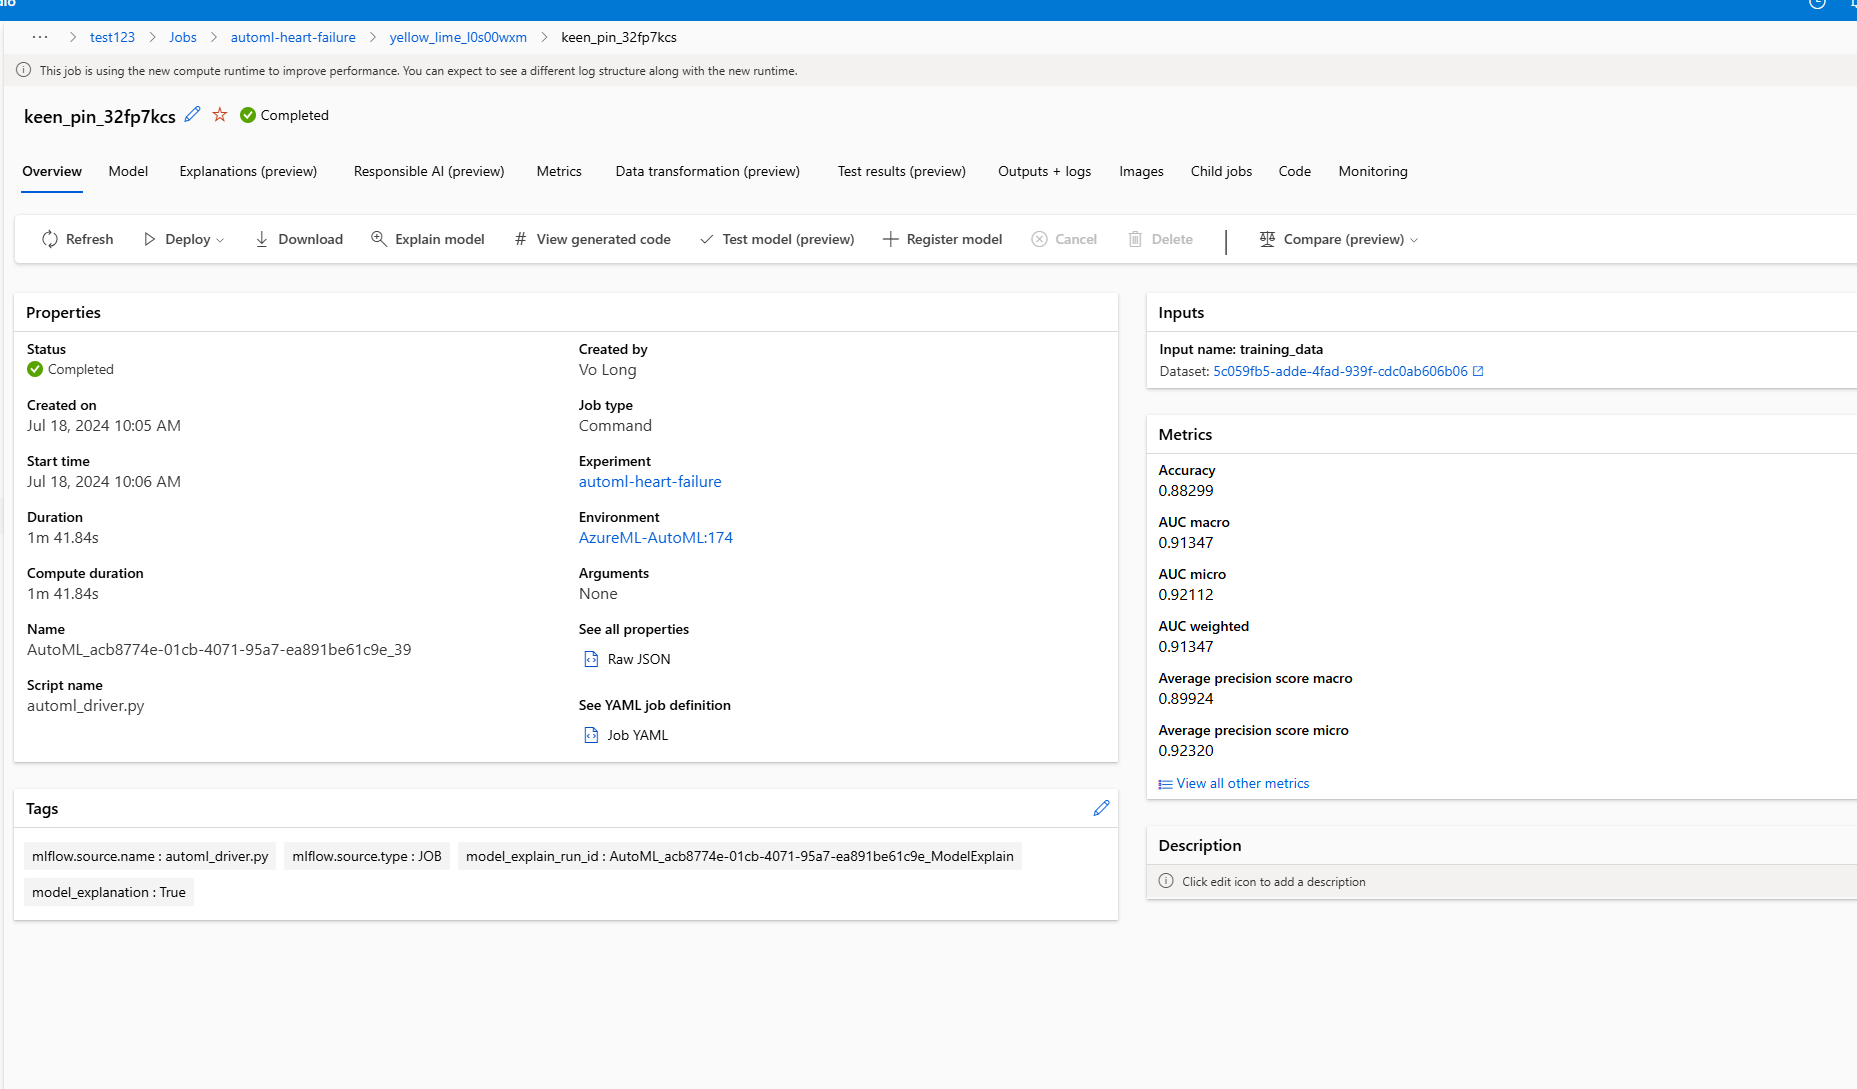 ··· > test123 > Jobs > automl-heart-failure > yellow_lime_l0s00wxm > keen_pin_32fp7kcs
This job is using the new compute runtime to improve performance. You can expect to see a different log structure along with the new runtime.
keen_pin_32fp7kcs Completed
Overview Model Explanations (preview) Responsible AI (preview) Metrics Data transformation (preview) Test results (preview) Outputs + logs Images Child jobs Code Monitoring
Refresh Deploy Download Explain model # View generated code Test model (preview) Register model Cancel Delete | Compare (preview)
Properties
Status
Completed
Created on
Jul 18, 2024 10:05 AM
Start time
Jul 18, 2024 10:06 AM
Duration
1m 41.84s
Compute duration
1m 41.84s
Name
AutoML_acb8774e-01cb-4071-95a7-ea891be61c9e_39
Script name
automl_driver.py
Created by
Vo Long
Job type
Command
Experiment
automl-heart-failure
Environment
AzureML-AutoML:174
Arguments
None
See all properties
Raw JSON
See YAML job definition
Job YAML
Tags
mlflow.source.name : automl_driver.py mlflow.source.type : JOB model_explain_run_id : AutoML_acb8774e-01cb-4071-95a7-ea891be61c9e_ModelExplain
model_explanation : True
Inputs
Input name: training_data
Dataset: 5c059fb5-adde-4fad-939f-cdc0ab606b06
Metrics
Accuracy
0.88299
AUC macro
0.91347
AUC micro
0.92112
AUC weighted
0.91347
Average precision score macro
0.89924
Average precision score micro
0.92320
View all other metrics
Description
Click edit icon to add a description